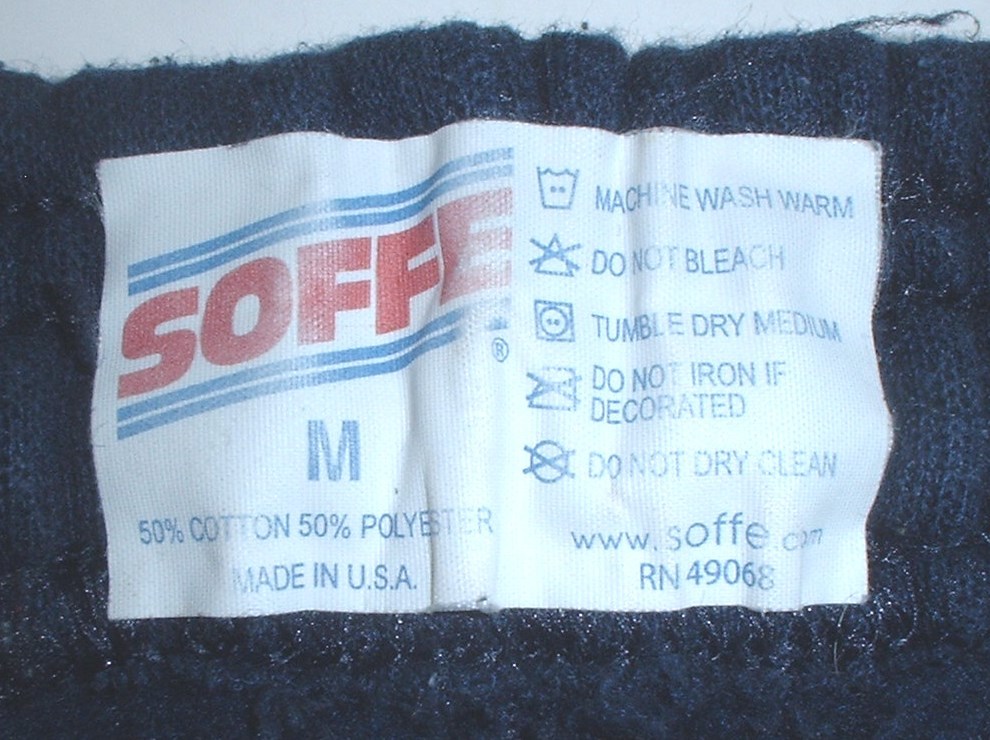 SOFFE
®
M
50% COTTON 50% POLYESTER
MADE IN U.S.A.
MACHINE WASH WARM
DO NOT BLEACH
TUMBLE DRY MEDIUM
DO NOT IRON IF
DECORATED
DO NOT DRY CLEAN
www.soffe.com
RN 49068